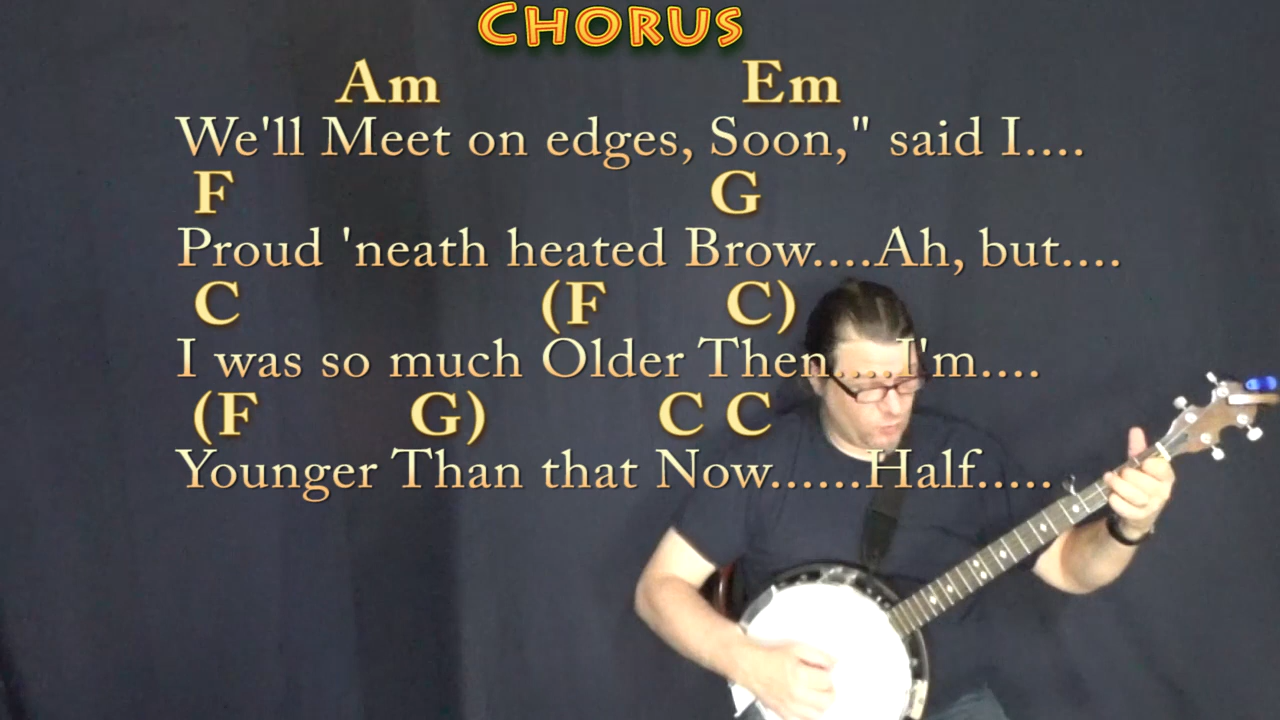 CHORUS
Am Em
We'll Meet on edges, Soon," said I....
F G
Proud 'neath heated Brow....Ah, but....
C (F C)
I was so much Older Then....I'm....
(F G) C C
Younger Than that Now......Half.....